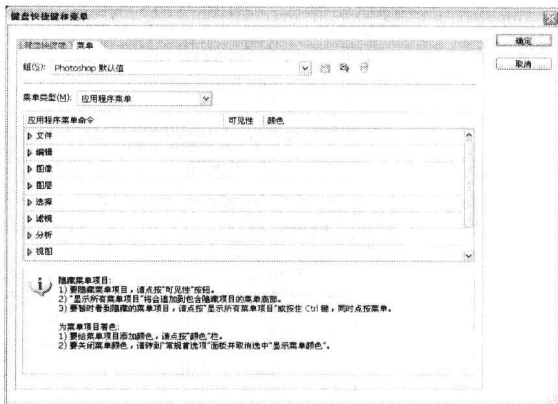 键盘快捷键和菜单
键盘快捷键 菜单
确定
取消
组(S): Photoshop 默认值
菜单类型(M): 应用程序菜单
应用程序菜单命令 可见性 颜色
文件
编辑
图像
图层
选择
滤镜
分析
视图
隐藏菜单项目:
1) 要隐藏菜单项目，请点按"可见性"按钮。
2) "显示所有菜单项目"将会追加到包含隐藏项目的菜单底部。
3) 要暂时看到隐藏的菜单项目，请点按"显示所有菜单项目"或按住 Ctrl 键，同时点按菜单。
为菜单项目着色:
1) 要给菜单项目添加颜色，请点按"颜色"栏。
2) 要关闭菜单颜色，请转到"常规首选项"面板并取消选中"显示菜单颜色"。